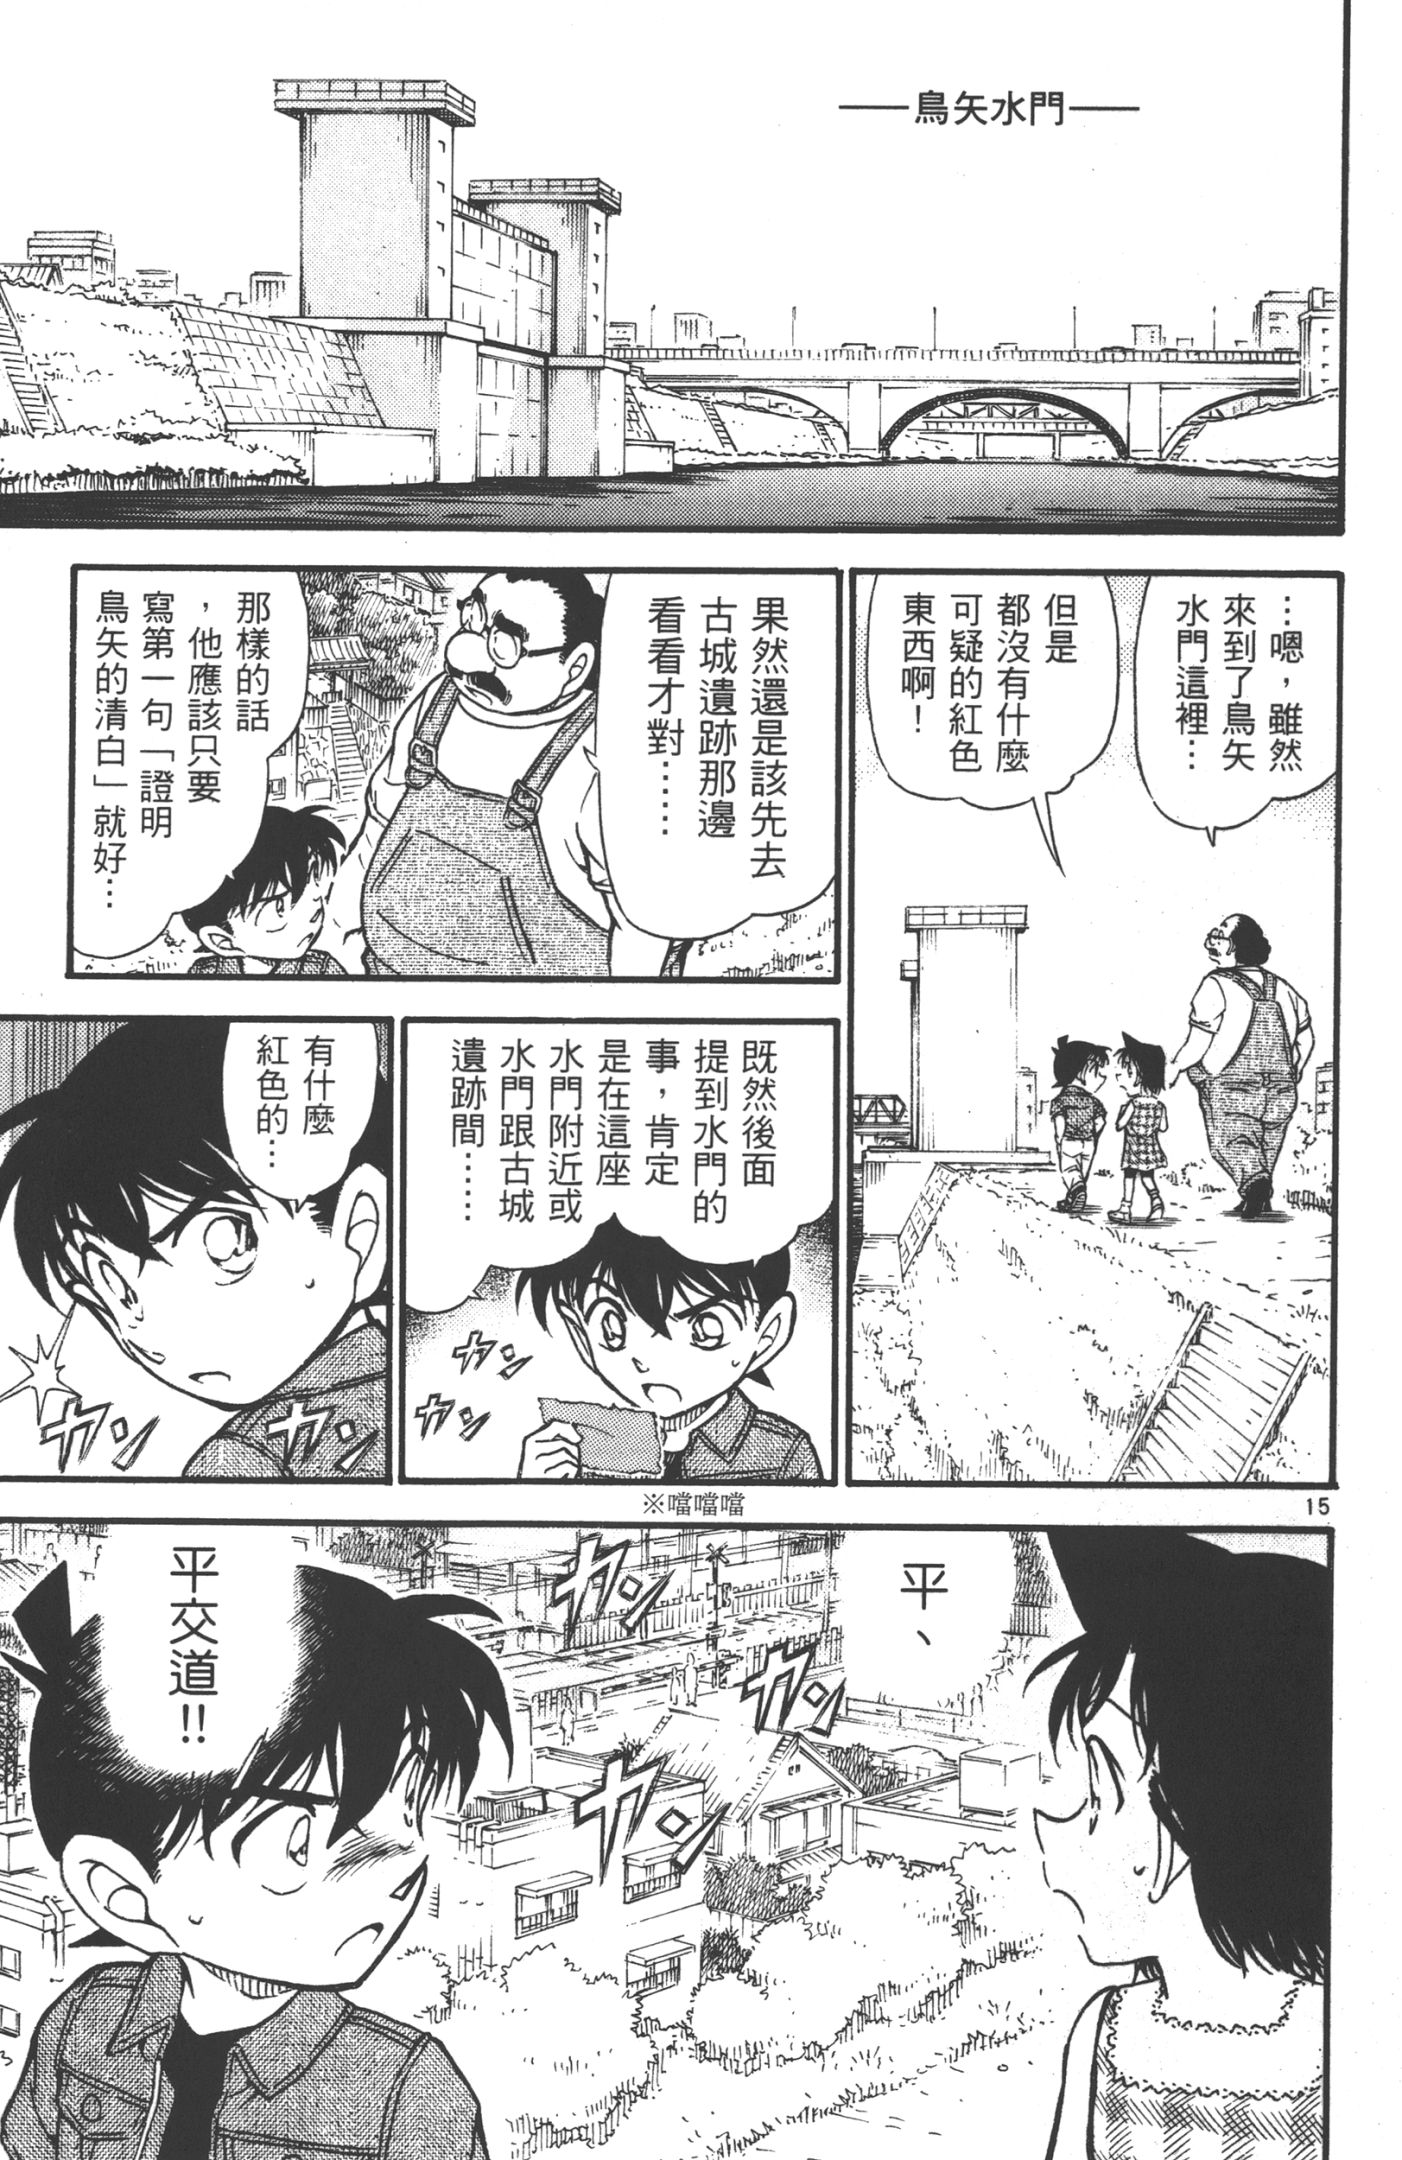 ——鳥矢水門——
…嗯，雖然
來到了鳥矢
水門這裡…
但是
都沒有什麼
可疑的紅色
東西啊！
果然還是該先去
古城遺跡那邊
看看才對……
那樣的話
，他應該只要
寫第一句「證明
鳥矢的清白」就好…
既然後面
提到水門的
事，肯定
是在這座
水門附近或
水門跟古城
遺跡間……
カン
カン
有什麼
紅色的…
カン
カン
※噹噹噹
15
平、
カン
カン
カン
平交道!!